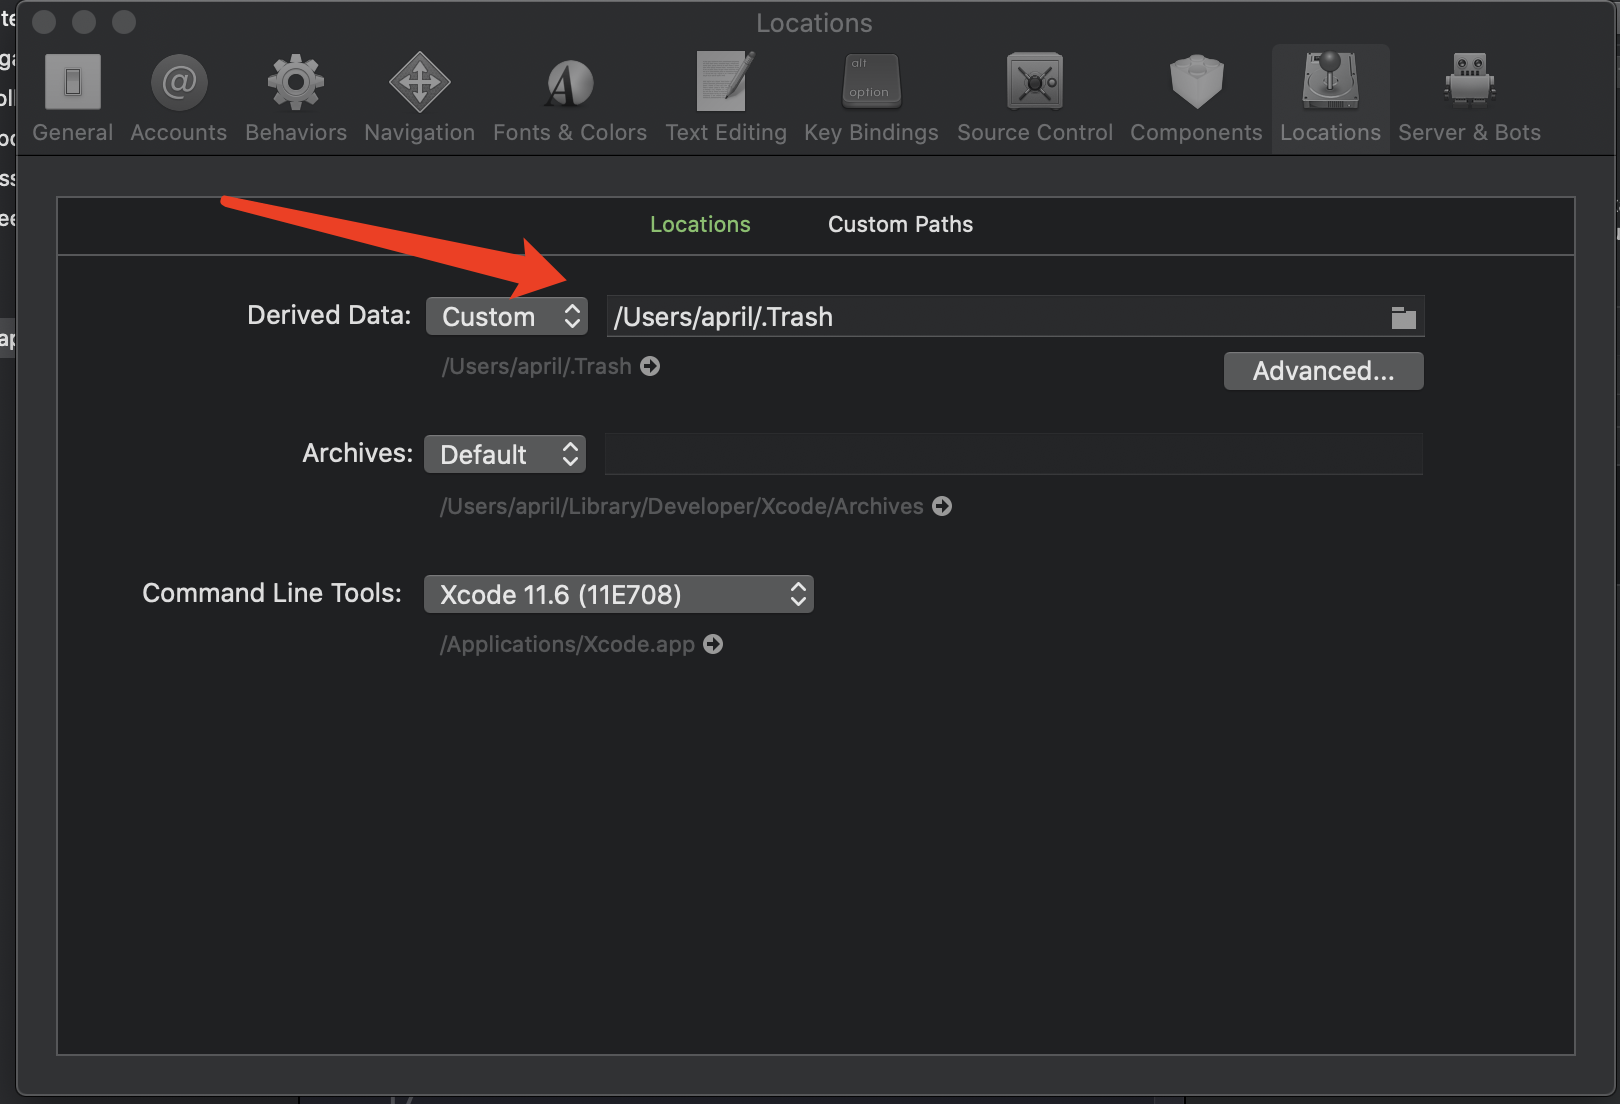 Locations
General Accounts Behaviors Navigation Fonts & Colors Text Editing Key Bindings Source Control Components Locations Server & Bots
alt
option
Locations Custom Paths
Derived Data: Custom /Users/april/.Trash
/Users/april/.Trash
Advanced...
Archives: Default
/Users/april/Library/Developer/Xcode/Archives
Command Line Tools: Xcode 11.6 (11E708)
/Applications/Xcode.app